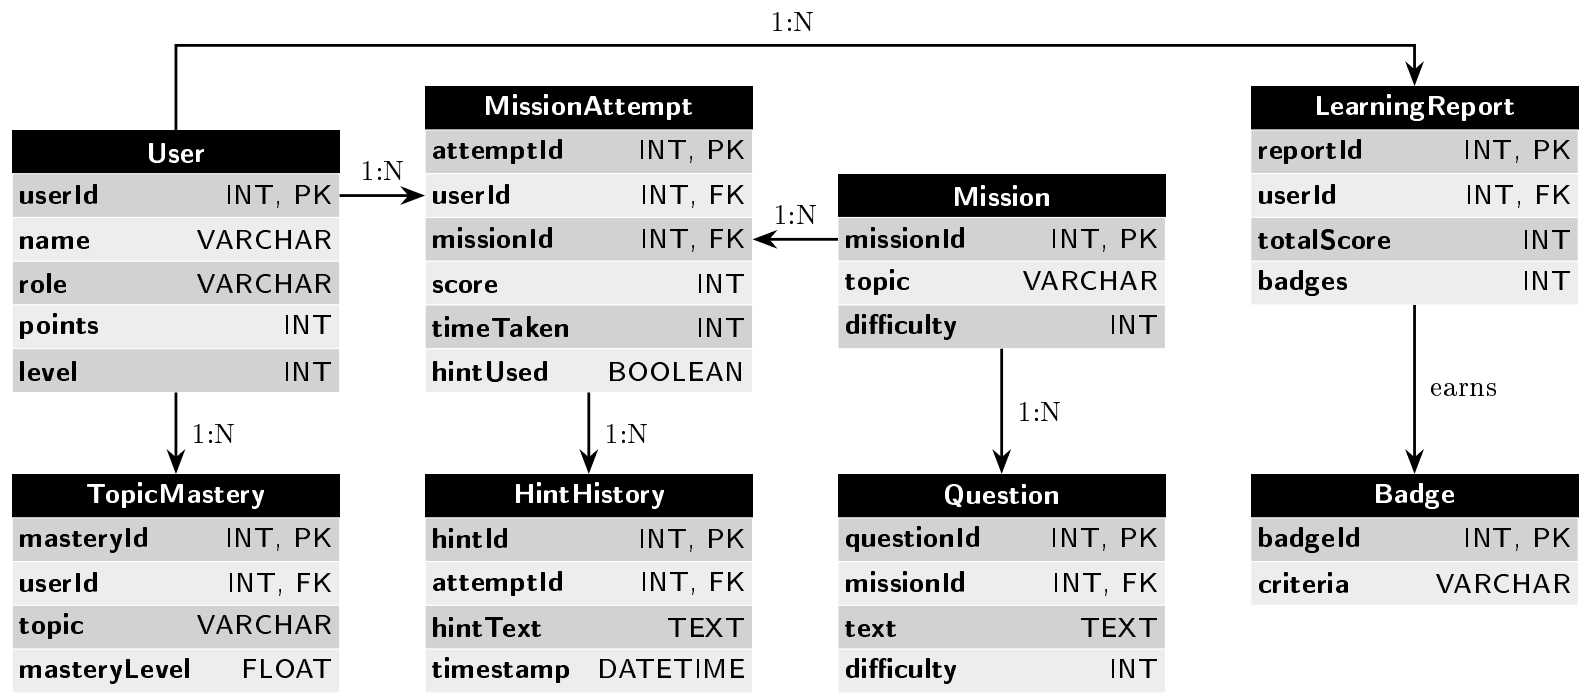 1:N
User
userId INT, PK
name VARCHAR
role VARCHAR
points INT
level INT
1:N
MissionAttempt
attemptId INT, PK
userId INT, FK
missionId INT, FK
score INT
timeTaken INT
hintUsed BOOLEAN
1:N
Mission
missionId INT, PK
topic VARCHAR
difficulty INT
LearningReport
reportId INT, PK
userId INT, FK
totalScore INT
badges INT
1:N
1:N
1:N
earns
TopicMastery
masteryId INT, PK
userId INT, FK
topic VARCHAR
masteryLevel FLOAT
HintHistory
hintId INT, PK
attemptId INT, FK
hintText TEXT
timestamp DATETIME
Question
questionId INT, PK
missionId INT, FK
text TEXT
difficulty INT
Badge
badgeId INT, PK
criteria VARCHAR